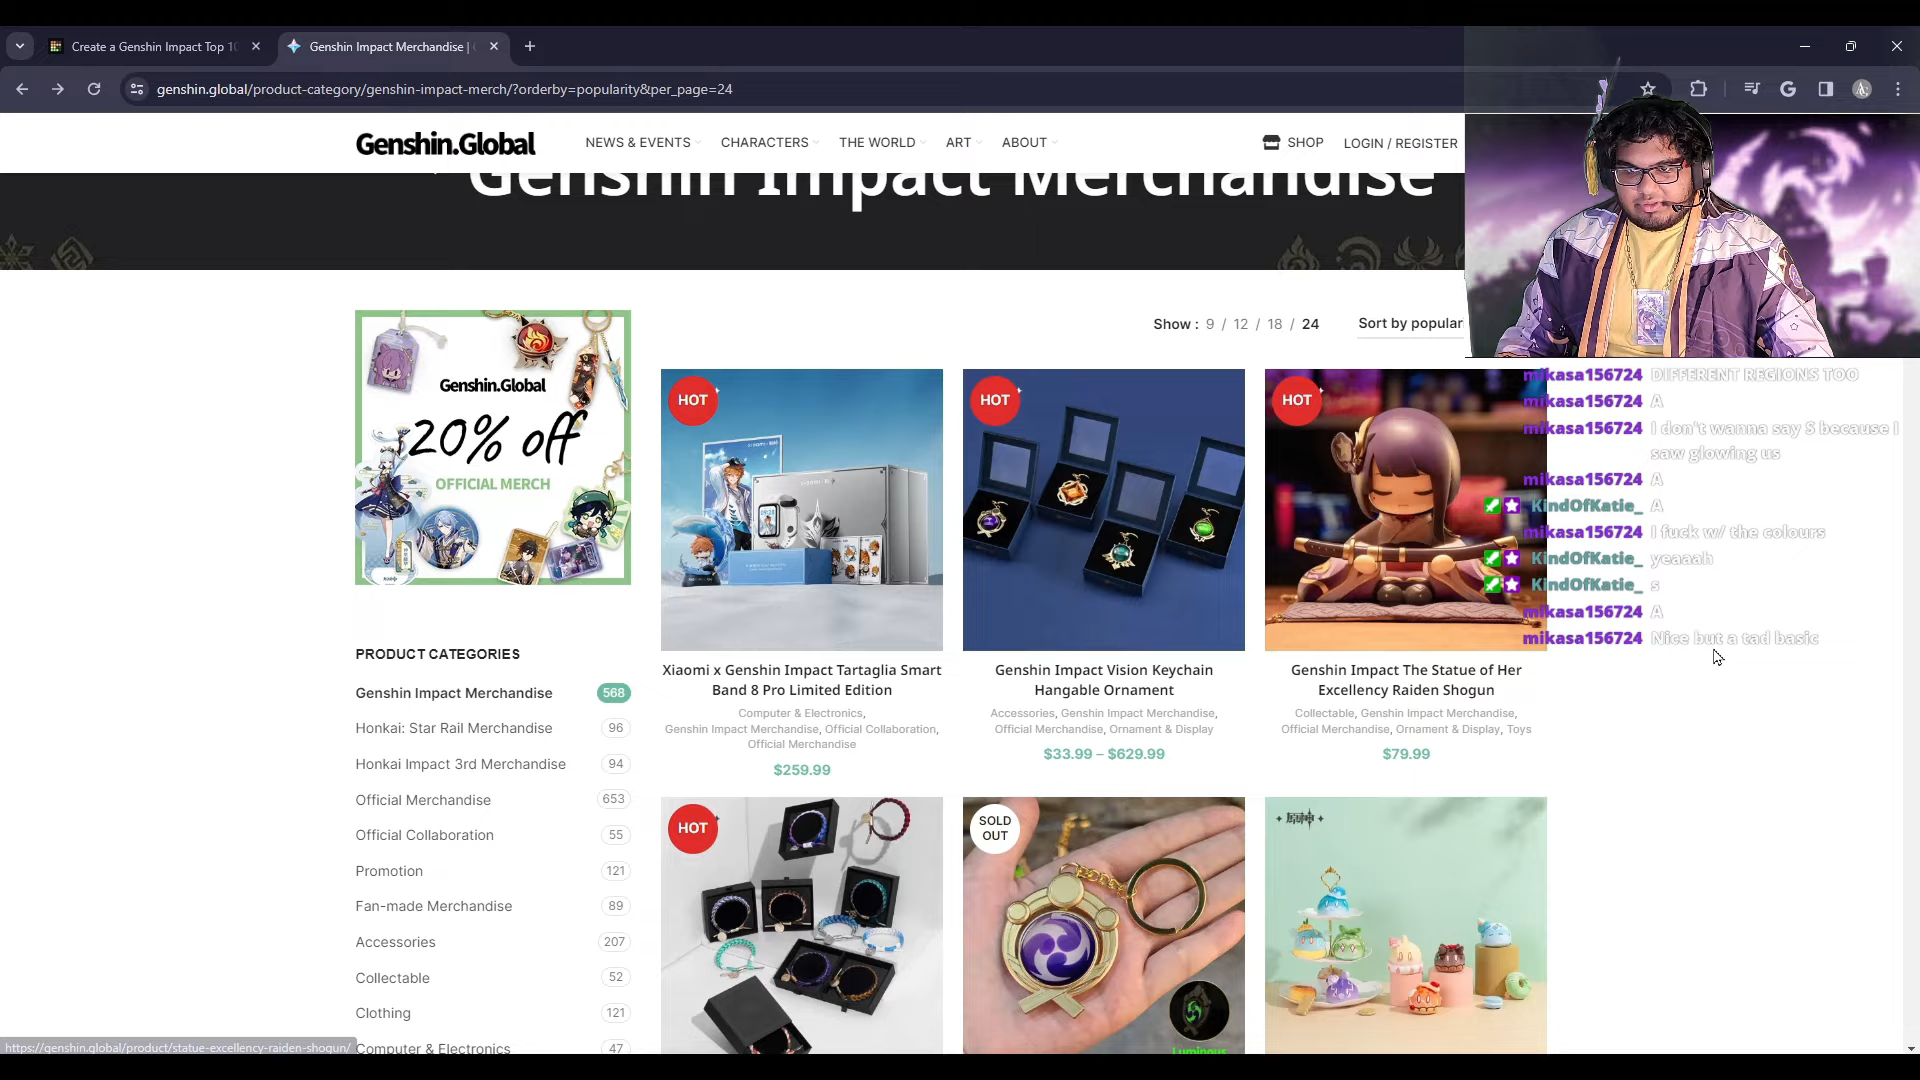 Create a Genshin Impact Top 10
Genshin Impact Merchandise |
genshin.global/product-category/genshin-impact-merch/?orderby=popularity&per_page=24
Genshin.Global
NEWS & EVENTS
CHARACTERS
THE WORLD
ART
ABOUT
SHOP
LOGIN / REGISTER
Genshin Impact Merchandise
Show : 9 / 12 / 18 / 24
Sort by popular
Genshin.Global
20% off
OFFICIAL MERCH
PRODUCT CATEGORIES
Genshin Impact Merchandise 568
Honkai: Star Rail Merchandise 96
Honkai Impact 3rd Merchandise 94
Official Merchandise 653
Official Collaboration 55
Promotion 121
Fan-made Merchandise 89
Accessories 207
Collectable 52
Clothing 121
Computer & Electronics 47
https://genshin.global/product/statue-excellency-raiden-shogun/
HOT
Xiaomi x Genshin Impact Tartaglia Smart
Band 8 Pro Limited Edition
Computer & Electronics,
Genshin Impact Merchandise, Official Collaboration,
Official Merchandise
$259.99
HOT
Genshin Impact Vision Keychain
Hangable Ornament
Accessories, Genshin Impact Merchandise,
Official Merchandise, Ornament & Display
$33.99 – $629.99
HOT
Genshin Impact The Statue of Her
Excellency Raiden Shogun
Collectable, Genshin Impact Merchandise,
Official Merchandise, Ornament & Display, Toys
$79.99
HOT
SOLD
OUT
Luminous
原神
mikasa156724 DIFFERENT REGIONS TOO
mikasa156724 A
mikasa156724 I don't wanna say S because I
saw glowing us
mikasa156724 A
KindOfKatie_ A
mikasa156724 I fuck w/ the colours
KindOfKatie_ yeaaah
KindOfKatie_ s
mikasa156724 A
mikasa156724 Nice but a tad basic